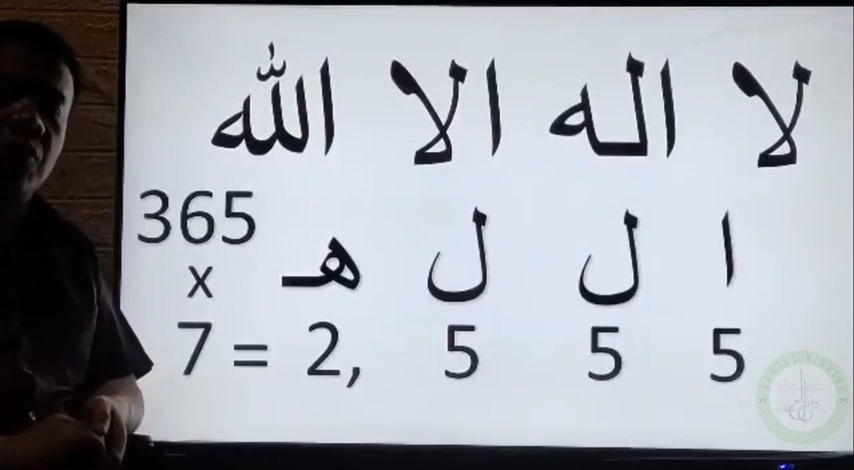 لا اله الا الله
365 ا ل ل هـ
x
7 = 2, 5 5 5